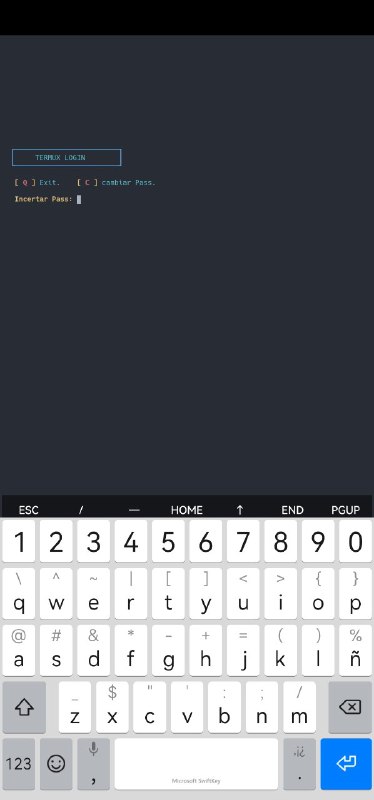 TERMUX LOGIN
[ Q ] Exit. [ C ] cambiar Pass.
Incertar Pass:
ESC / — HOME ↑ END PGUP
1 2 3 4 5 6 7 8 9 0
\ ^ ~ | [ ] < > { }
q w e r t y u i o p
@ # & * - + = ( ) %
a s d f g h j k l ñ
_ $ " ' : ; /
z x c v b n m
123 , Microsoft SwiftKey .